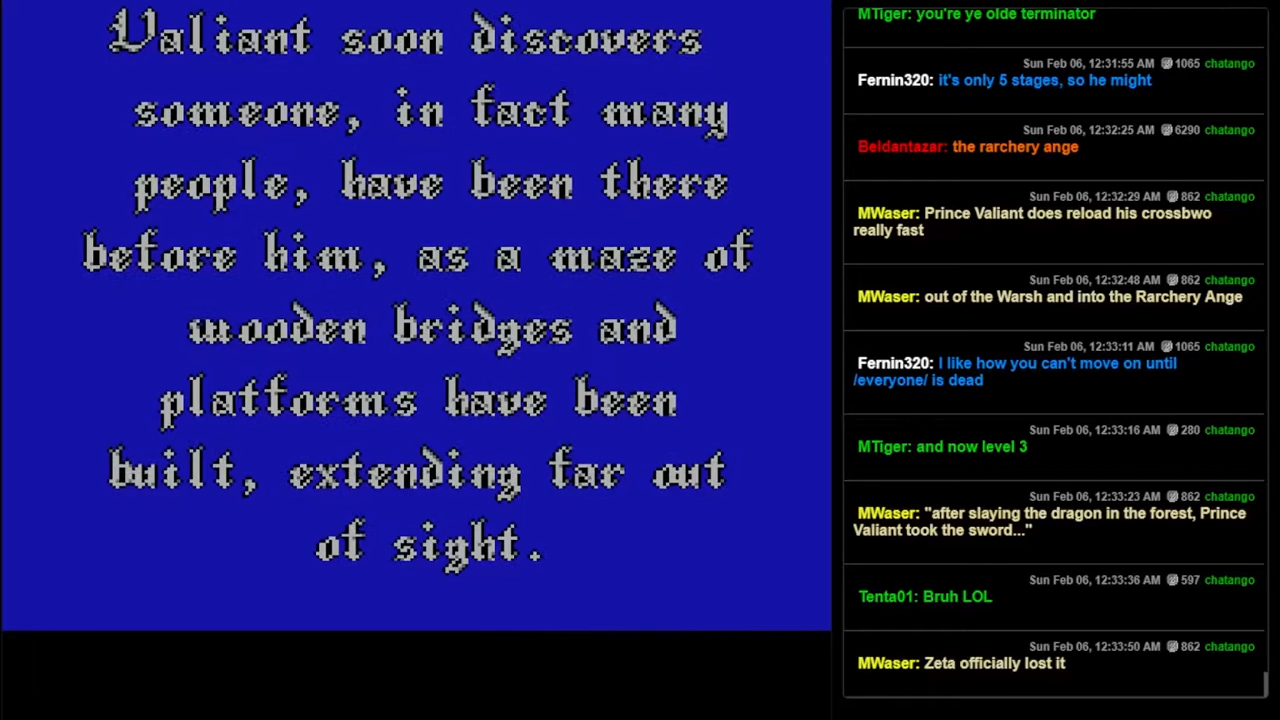 Valiant soon discovers
someone, in fact many
people, have been there
before him, as a maze of
wooden bridges and
platforms have been
built, extending far out
of sight.
MTiger: you're ye olde terminator
Sun Feb 06, 12:31:55 AM 1065 chatango
Fernin320: it's only 5 stages, so he might
Sun Feb 06, 12:32:25 AM 6290 chatango
Beldantazar: the rarchery ange
Sun Feb 06, 12:32:29 AM 862 chatango
MWaser: Prince Valiant does reload his crossbwo
really fast
Sun Feb 06, 12:32:48 AM 862 chatango
MWaser: out of the Warsh and into the Rarchery Ange
Sun Feb 06, 12:33:11 AM 1065 chatango
Fernin320: I like how you can't move on until
/everyone/ is dead
Sun Feb 06, 12:33:16 AM 280 chatango
MTiger: and now level 3
Sun Feb 06, 12:33:23 AM 862 chatango
MWaser: "after slaying the dragon in the forest, Prince
Valiant took the sword..."
Sun Feb 06, 12:33:36 AM 597 chatango
Tenta01: Bruh LOL
Sun Feb 06, 12:33:50 AM 862 chatango
MWaser: Zeta officially lost it